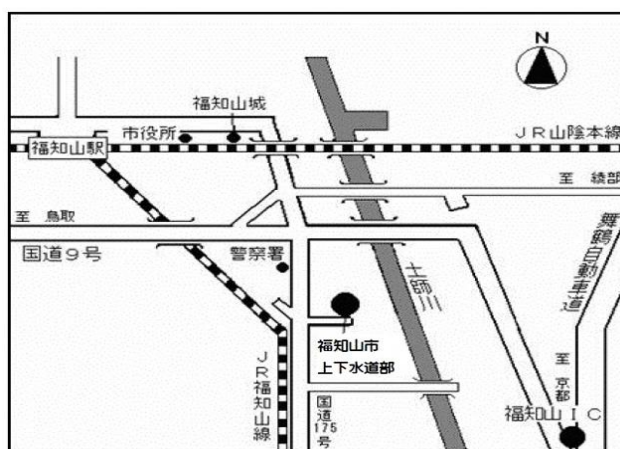 N
福知山城
市役所
JR山陰本線
福知山駅
至 綾部
至 鳥取
国道9号
警察署
土師川
舞鶴自動車道
福知山市
上下水道部
至 京都
JR福知山線
国道175号
福知山IC